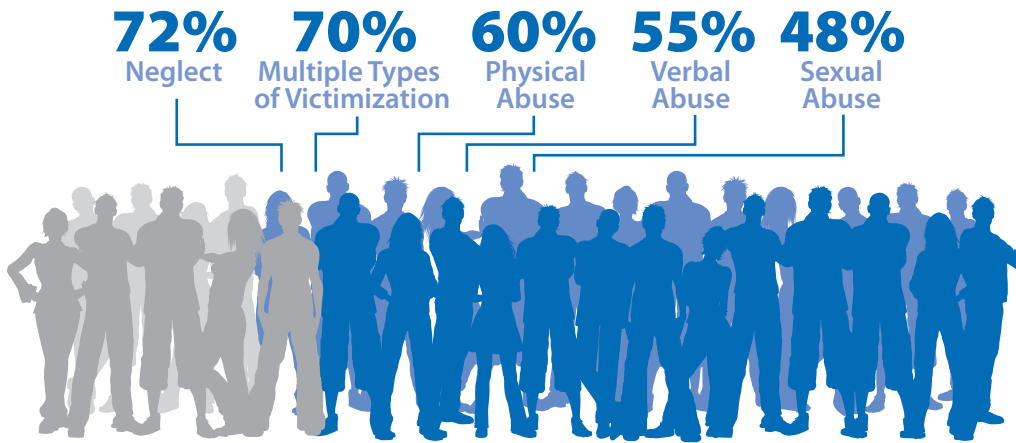 72%
Neglect
70%
Multiple Types
of Victimization
60%
Physical
Abuse
55%
Verbal
Abuse
48%
Sexual
Abuse